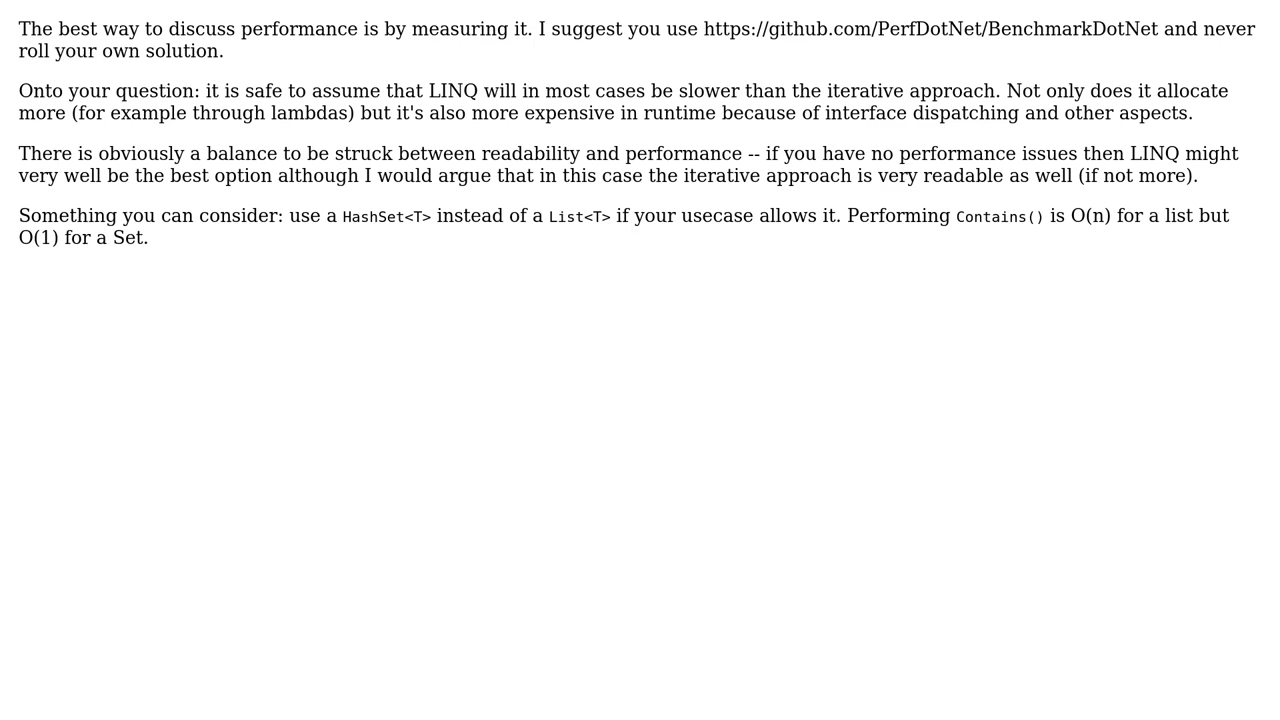 The best way to discuss performance is by measuring it. I suggest you use https://github.com/PerfDotNet/BenchmarkDotNet and never
roll your own solution.
Onto your question: it is safe to assume that LINQ will in most cases be slower than the iterative approach. Not only does it allocate
more (for example through lambdas) but it's also more expensive in runtime because of interface dispatching and other aspects.
There is obviously a balance to be struck between readability and performance -- if you have no performance issues then LINQ might
very well be the best option although I would argue that in this case the iterative approach is very readable as well (if not more).
Something you can consider: use a HashSet<T> instead of a List<T> if your usecase allows it. Performing Contains() is O(n) for a list but
O(1) for a Set.